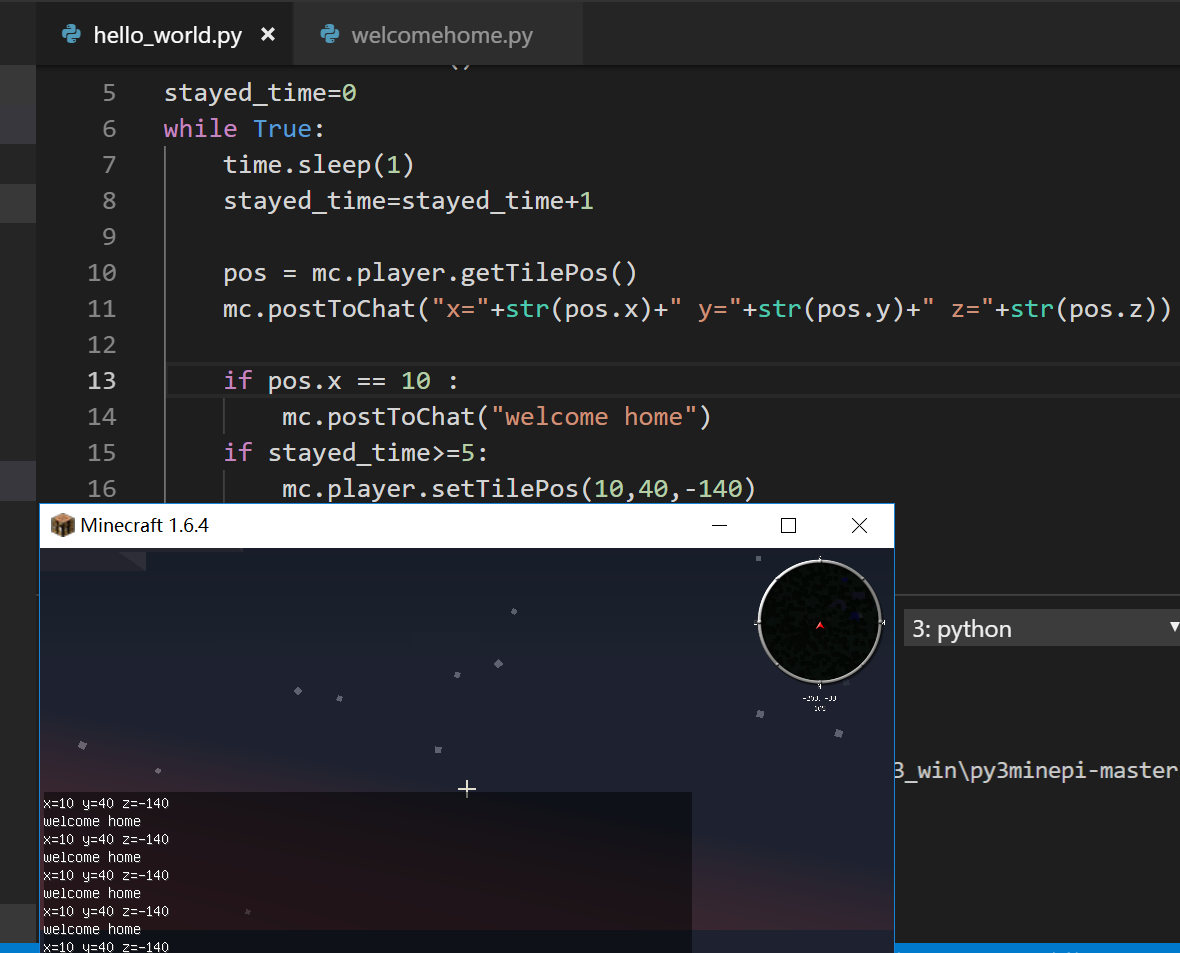 hello_world.py ×
welcomehome.py
5 stayed_time=0
6 while True:
7 time.sleep(1)
8 stayed_time=stayed_time+1
9
10 pos = mc.player.getTilePos()
11 mc.postToChat("x="+str(pos.x)+" y="+str(pos.y)+" z="+str(pos.z))
12
13 if pos.x == 10 :
14 mc.postToChat("welcome home")
15 if stayed_time>=5:
16 mc.player.setTilePos(10,40,-140)
Minecraft 1.6.4
3: python
3_win\py3minepi-master
x=10 y=40 z=-140
welcome home
x=10 y=40 z=-140
welcome home
x=10 y=40 z=-140
welcome home
x=10 y=40 z=-140
welcome home
x=10 y=40 z=-140